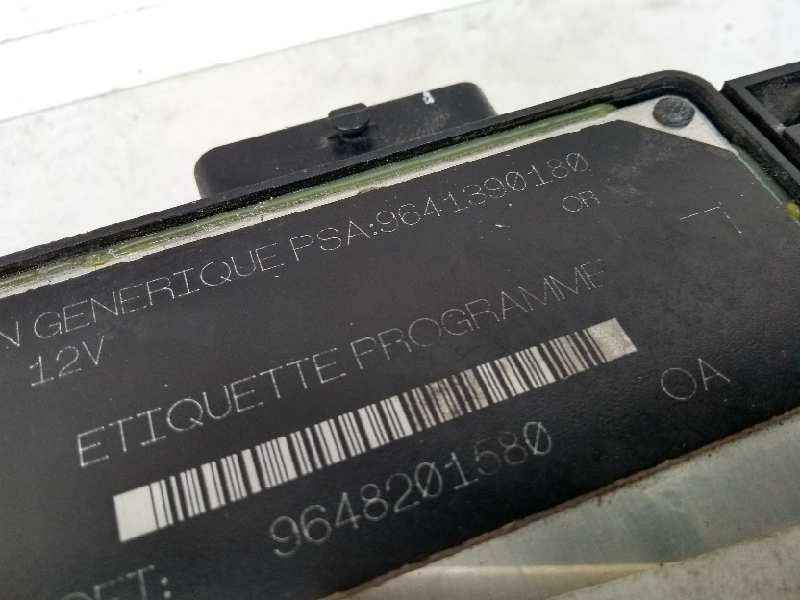 N GENERIQUE PSA:9641390180
12V OR
ETIQUETTE PROGRAMME
9648201580 OA